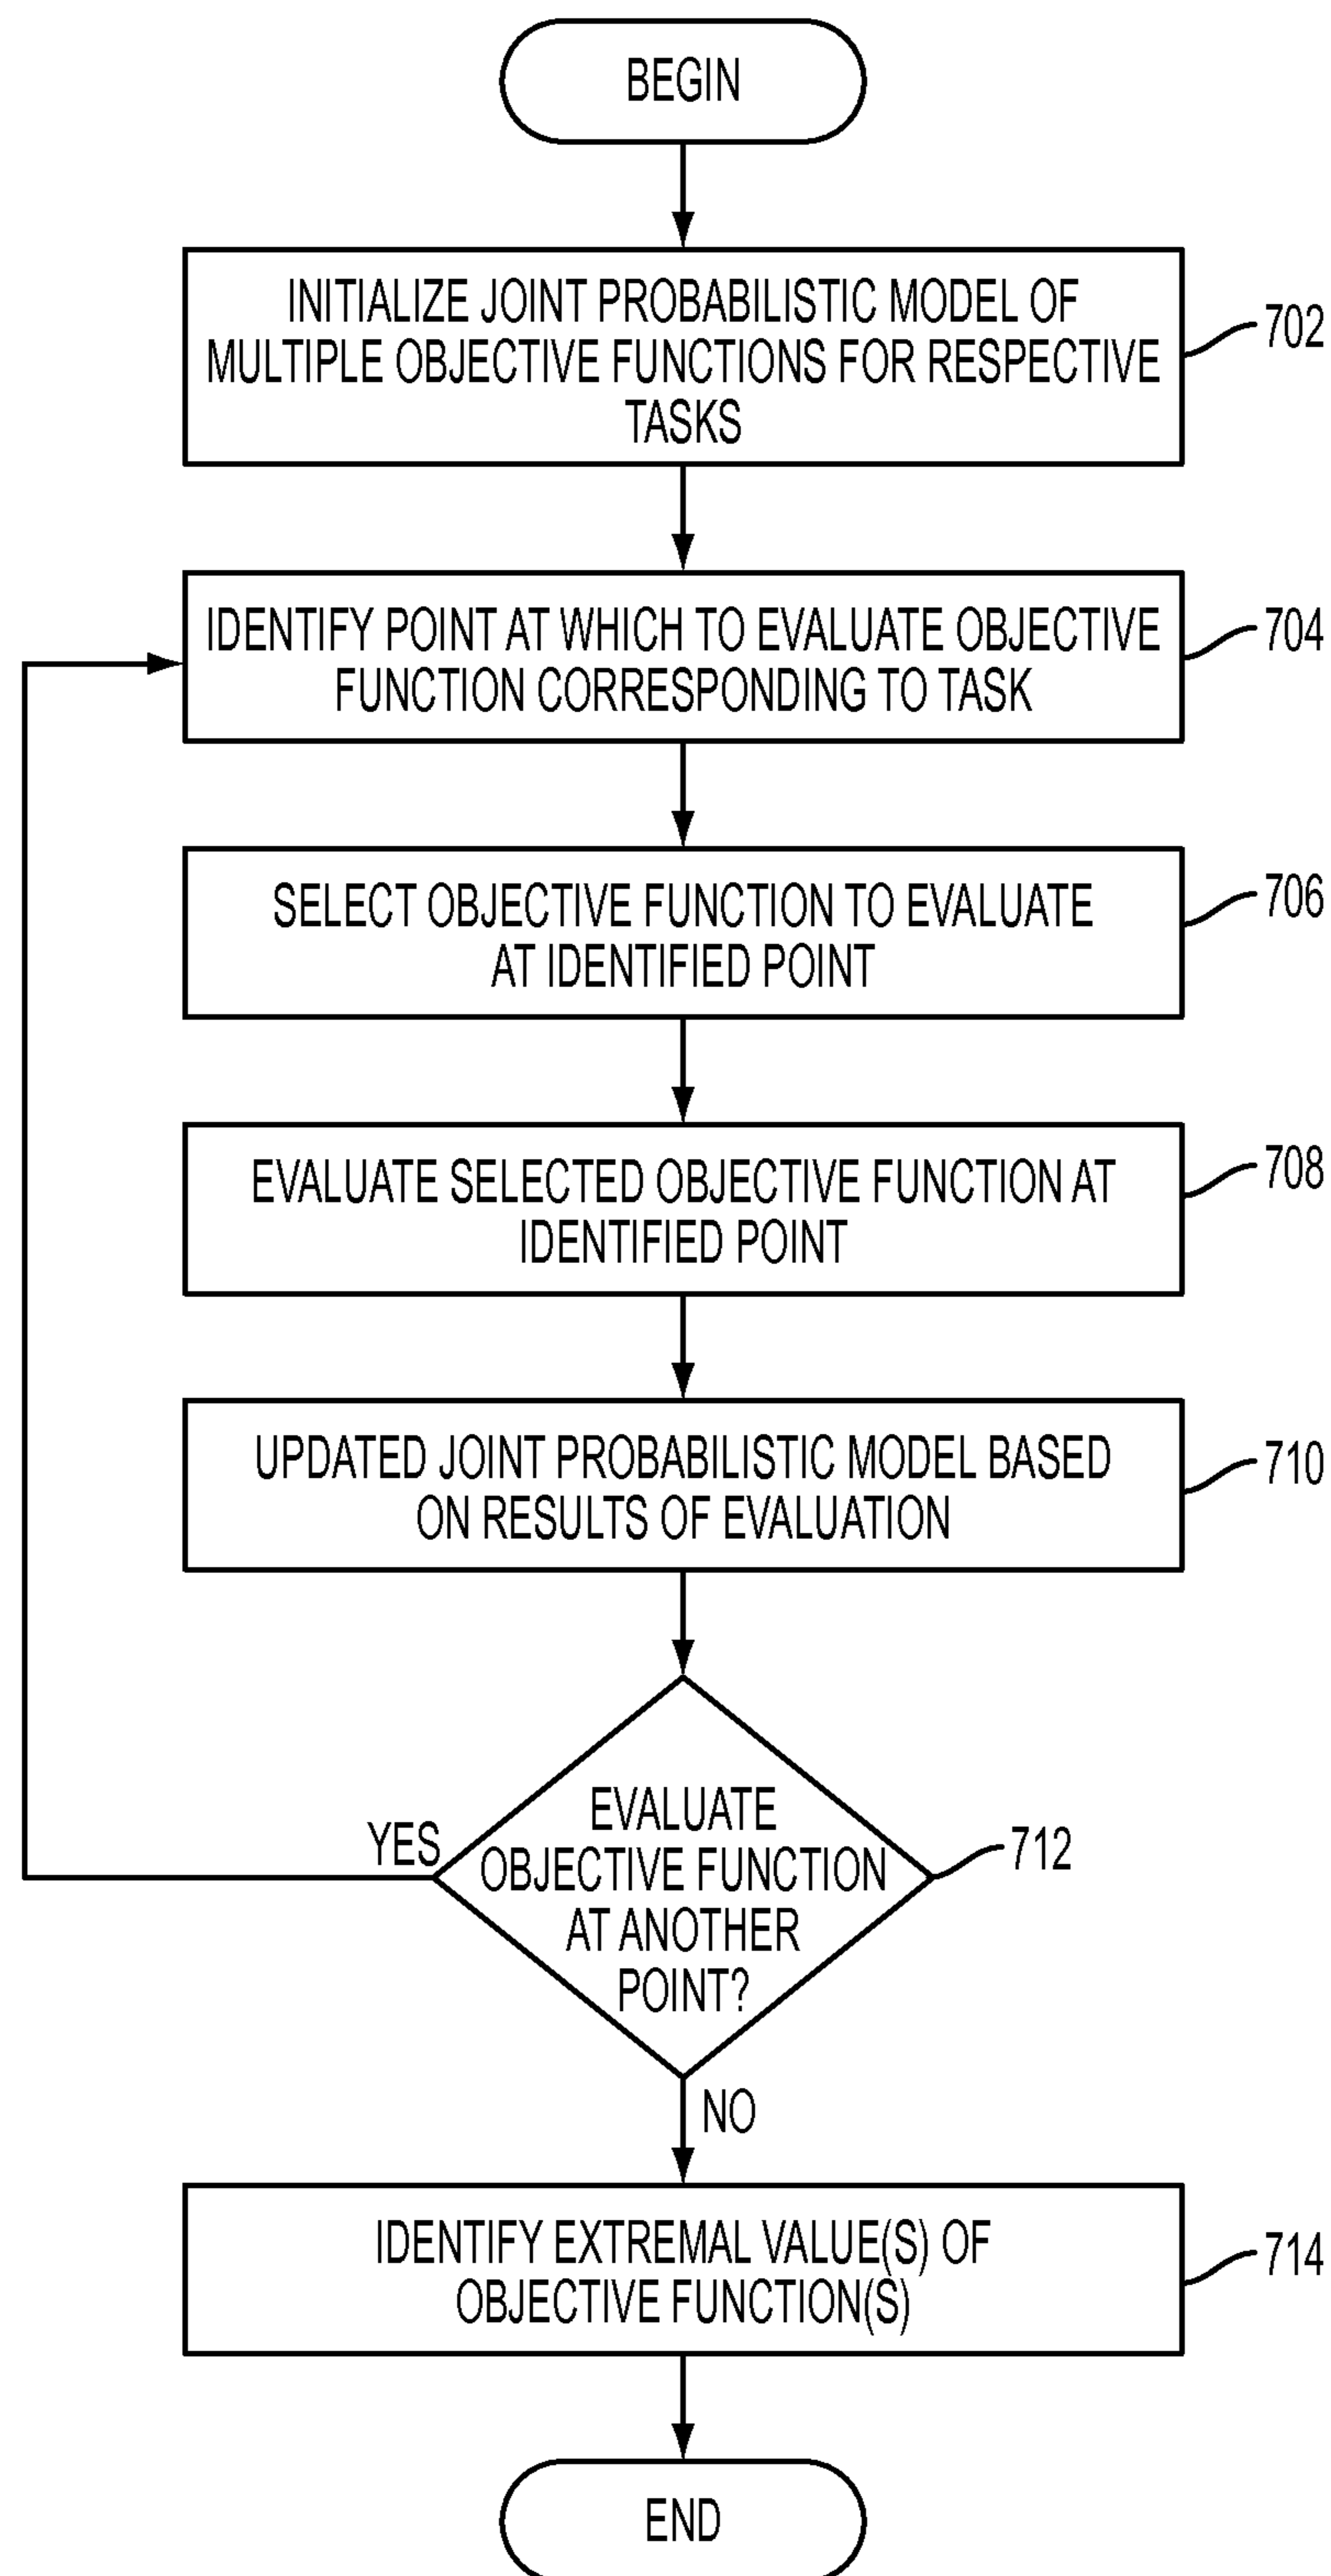 BEGIN
INITIALIZE JOINT PROBABILISTIC MODEL OF
MULTIPLE OBJECTIVE FUNCTIONS FOR RESPECTIVE
TASKS
702
IDENTIFY POINT AT WHICH TO EVALUATE OBJECTIVE
FUNCTION CORRESPONDING TO TASK
704
SELECT OBJECTIVE FUNCTION TO EVALUATE
AT IDENTIFIED POINT
706
EVALUATE SELECTED OBJECTIVE FUNCTION AT
IDENTIFIED POINT
708
UPDATED JOINT PROBABILISTIC MODEL BASED
ON RESULTS OF EVALUATION
710
YES
EVALUATE
OBJECTIVE FUNCTION
AT ANOTHER
POINT?
712
NO
IDENTIFY EXTREMAL VALUE(S) OF
OBJECTIVE FUNCTION(S)
714
END